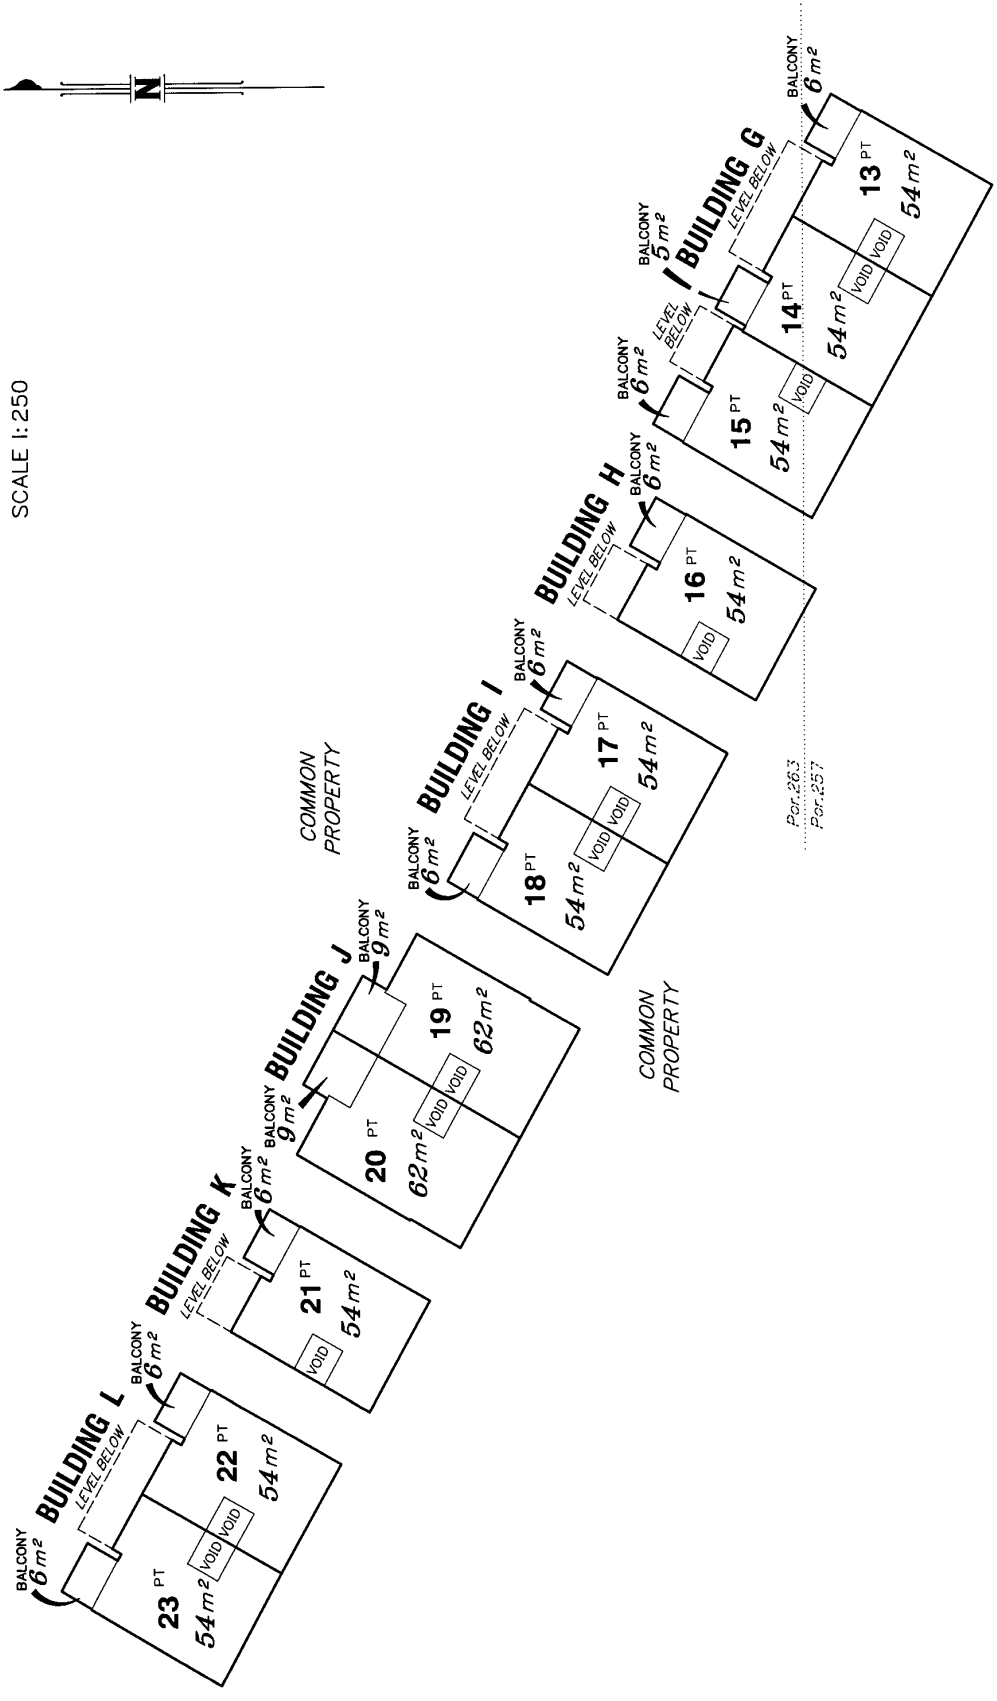 SCALE 1:250
N
BUILDING G
BALCONY
6 m²
LEVEL BELOW
13 PT
54 m²
VOID
BALCONY
5 m²
14 PT
54 m²
VOID
LEVEL
BELOW
BALCONY
6 m²
15 PT
54 m²
VOID
BUILDING H
BALCONY
6 m²
LEVEL BELOW
16 PT
54 m²
VOID
BUILDING I
BALCONY
6 m²
LEVEL BELOW
17 PT
54 m²
VOID
BALCONY
6 m²
18 PT
54 m²
VOID
COMMON
PROPERTY
Por.263
Por.257
BUILDING J
BALCONY
9 m²
19 PT
62 m²
VOID
BALCONY
9 m²
20 PT
62 m²
VOID
COMMON
PROPERTY
BUILDING K
BALCONY
6 m²
LEVEL BELOW
21 PT
54 m²
VOID
BUILDING L
BALCONY
6 m²
LEVEL BELOW
22 PT
54 m²
VOID
BALCONY
6 m²
23 PT
54 m²
VOID